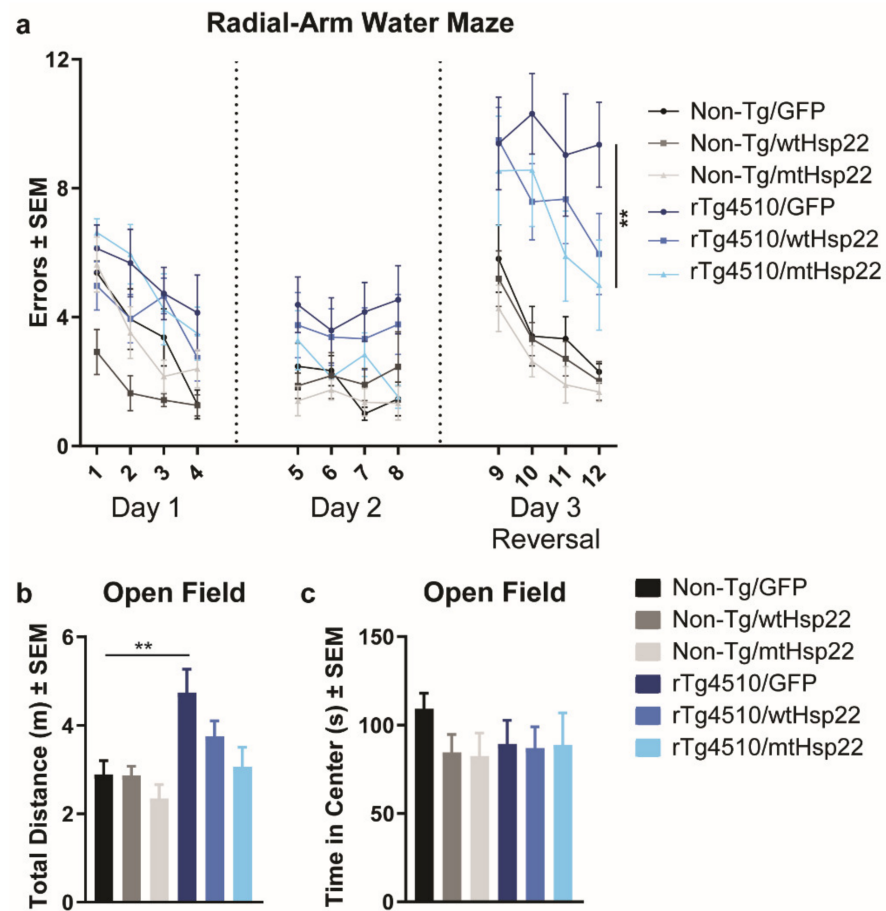 a
Radial-Arm Water Maze
Errors ± SEM
12
8
4
0
1 2 3 4
5 6 7 8
9 10 11 12
Day 1
Day 2
Day 3
Reversal
**
Non-Tg/GFP
Non-Tg/wtHsp22
Non-Tg/mtHsp22
rTg4510/GFP
rTg4510/wtHsp22
rTg4510/mtHsp22
b
Open Field
Total Distance (m) ± SEM
6
4
2
0
**
c
Open Field
Time in Center (s) ± SEM
150
100
50
0
Non-Tg/GFP
Non-Tg/wtHsp22
Non-Tg/mtHsp22
rTg4510/GFP
rTg4510/wtHsp22
rTg4510/mtHsp22